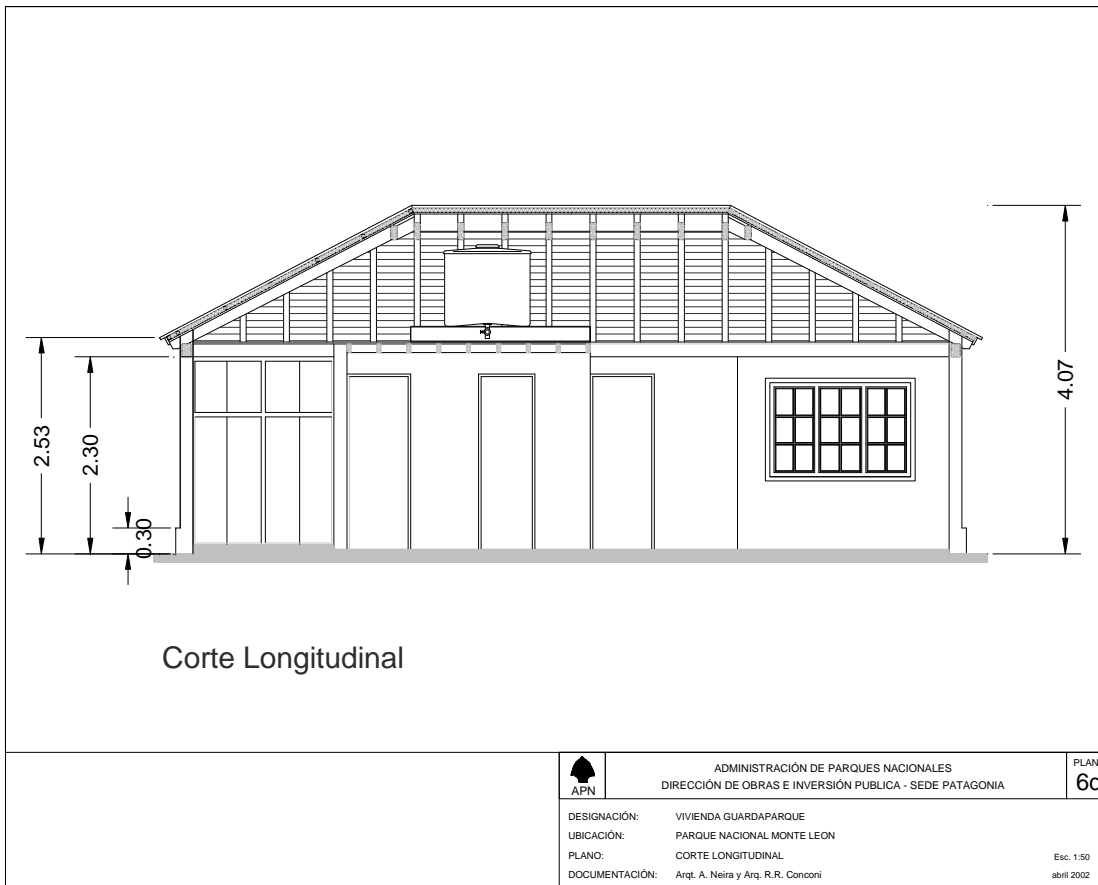 4.07
2.53
2.30
0.30
Corte Longitudinal
APN
ADMINISTRACIÓN DE PARQUES NACIONALES
DIRECCIÓN DE OBRAS E INVERSIÓN PUBLICA - SEDE PATAGONIA
PLAN
DESIGNACIÓN: VIVIENDA GUARDAPARQUE
UBICACIÓN: PARQUE NACIONAL MONTE LEON
PLANO: CORTE LONGITUDINAL
Esc. 1:50
DOCUMENTACIÓN: Arqt. A. Neira y Arq. R.R. Conconi
abril 2002